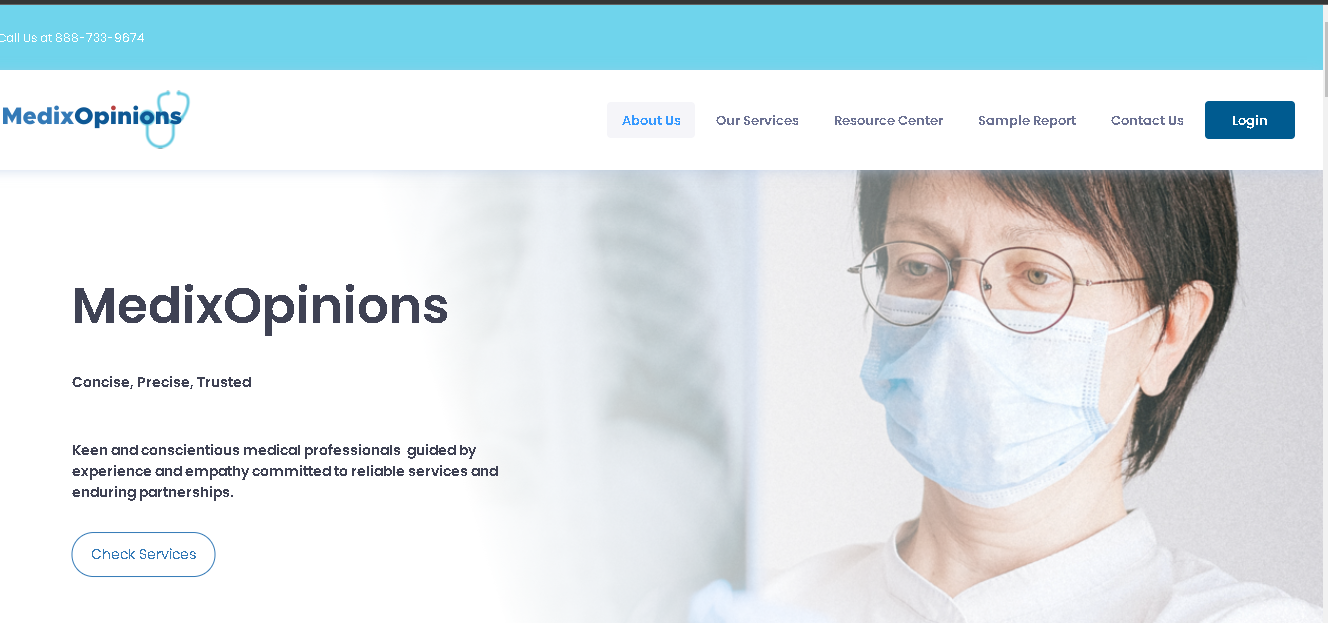 Call Us at 888-733-9674
MedixOpinions
About Us Our Services Resource Center Sample Report Contact Us Login
MedixOpinions
Concise, Precise, Trusted
Keen and conscientious medical professionals guided by
experience and empathy committed to reliable services and
enduring partnerships.
Check Services